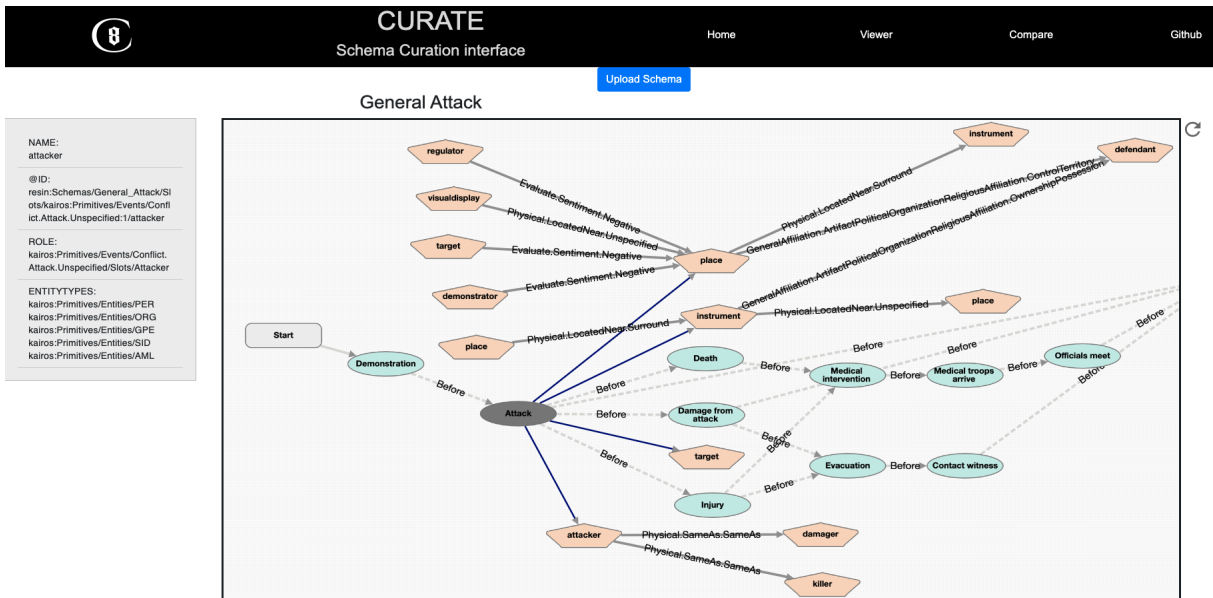 8
CURATE
Schema Curation interface
Home
Viewer
Compare
Github
Upload Schema
General Attack
NAME:
attacker
@ID:
resin:Schemas/General_Attack/Sl
ots/kairos:Primitives/Events/Confl
ict.Attack.Unspecified:1/attacker
ROLE:
kairos:Primitives/Events/Conflict.
Attack.Unspecified/Slots/Attacker
ENTITYTYPES:
kairos:Primitives/Entities/PER
kairos:Primitives/Entities/ORG
kairos:Primitives/Entities/GPE
kairos:Primitives/Entities/SID
kairos:Primitives/Entities/AML
regulator
instrument
defendant
Evaluate.Sentiment.Negative
Physical.LocatedNear.Surround
visualdisplay
Physical.LocatedNear.Unspecified
GeneralAffiliation.ArtifactPoliticalOrganizationReligiousAffiliation.ControlTerritory
target
Evaluate.Sentiment.Negative
place
GeneralAffiliation.ArtifactPoliticalOrganizationReligiousAffiliation.OwnershipPossession
demonstrator
Evaluate.Sentiment.Negative
instrument
Physical.LocatedNear.Unspecified
place
Start
place
Physical.LocatedNear.Surround
Before
Demonstration
Death
Before
Before
Officials meet
Before
Before
Before
Medical
intervention
Before
Medical troops
arrive
Before
Before
Before
Attack
Before
Damage from
attack
Before
Before
target
Before
Evacuation
Before
Contact witness
Before
Injury
attacker
Physical.SameAs.SameAs
damager
Physical.SameAs.SameAs
killer